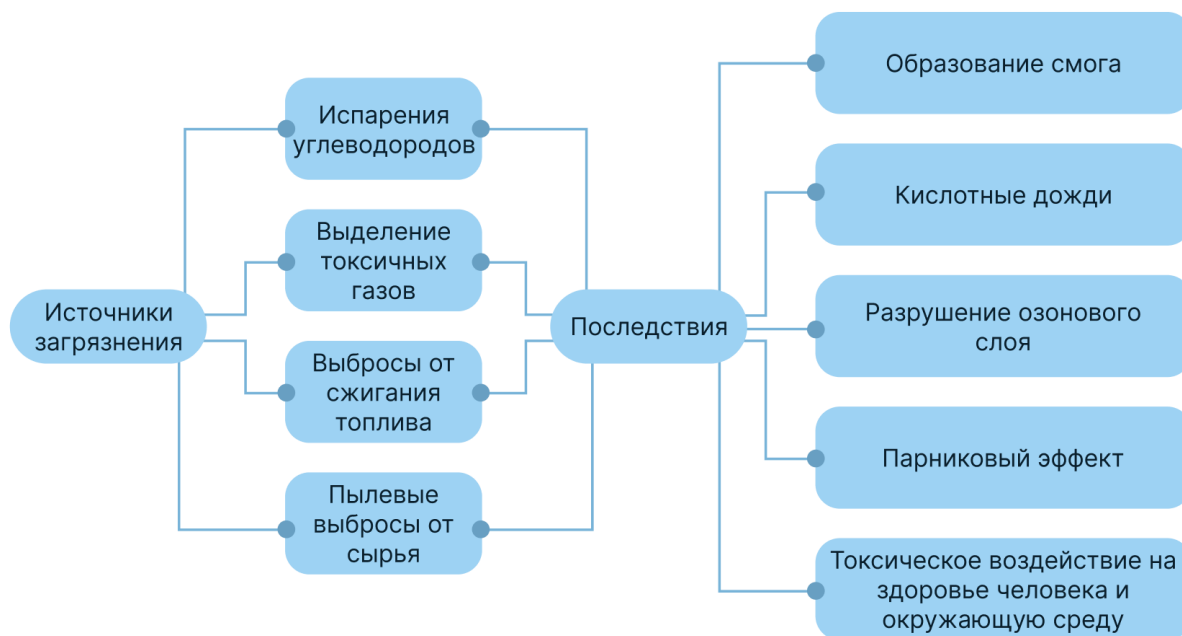 Источники
загрязнения
Испарения
углеводородов
Выделение
токсичных
газов
Выбросы от
сжигания
топлива
Пылевые
выбросы от
сырья
Последствия
Образование смога
Кислотные дожди
Разрушение озонового
слоя
Парниковый эффект
Токсическое воздействие на
здоровье человека и
окружающую среду